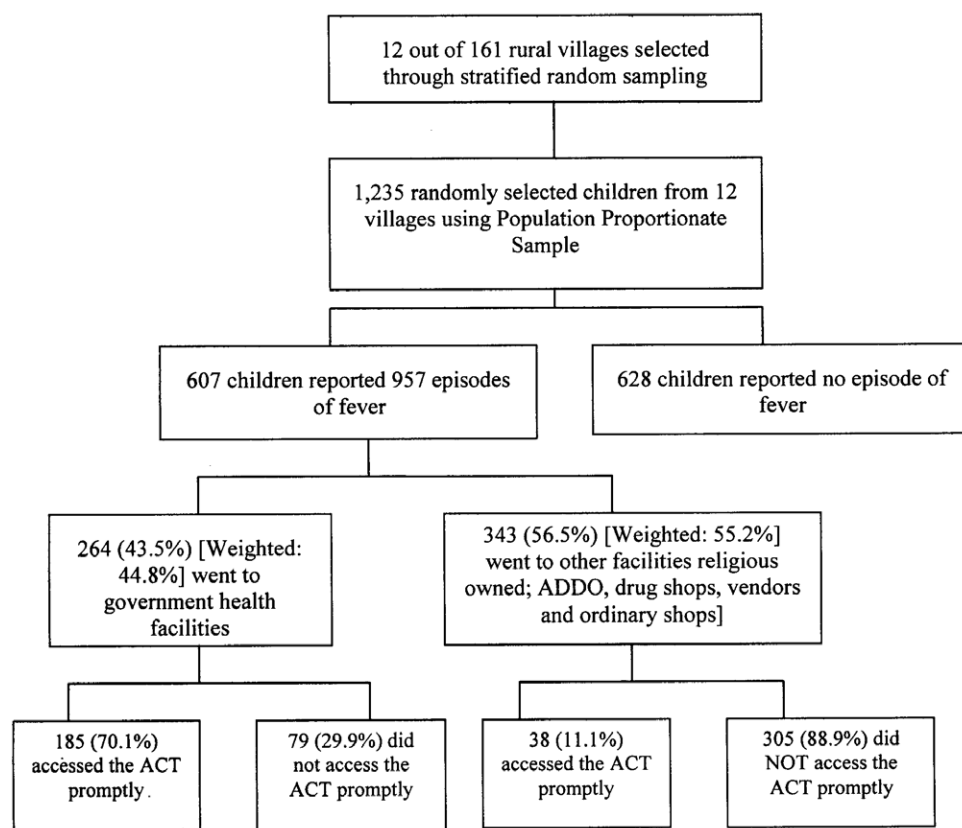 12 out of 161 rural villages selected
through stratified random sampling
1,235 randomly selected children from 12
villages using Population Proportionate
Sample
607 children reported 957 episodes
of fever
628 children reported no episode of
fever
264 (43.5%) [Weighted:
44.8%] went to
government health
facilities
343 (56.5%) [Weighted: 55.2%]
went to other facilities religious
owned; ADDO, drug shops, vendors
and ordinary shops]
185 (70.1%)
accessed the ACT
promptly.
79 (29.9%) did
not access the
ACT promptly
38 (11.1%)
accessed the ACT
promptly
305 (88.9%) did
NOT access the
ACT promptly